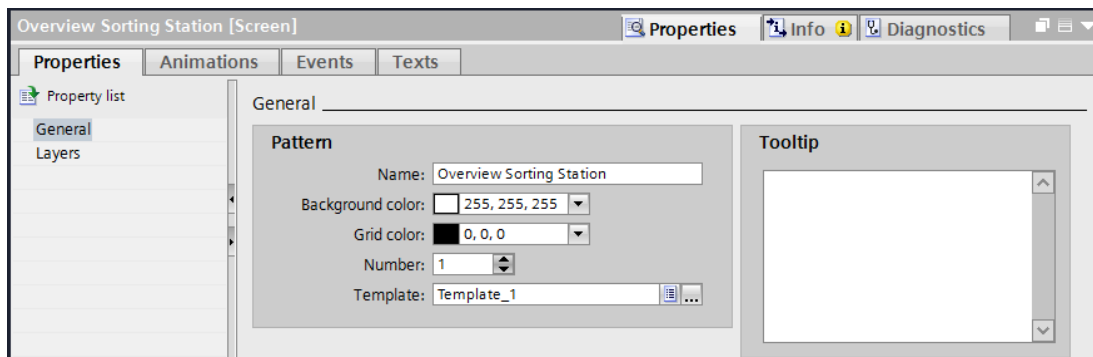 Overview Sorting Station [Screen]
Properties Info Diagnostics
Properties Animations Events Texts
Property list
General
Layers
General
Pattern
Name: Overview Sorting Station
Background color: 255, 255, 255
Grid color: 0, 0, 0
Number: 1
Template: Template_1 ...
Tooltip